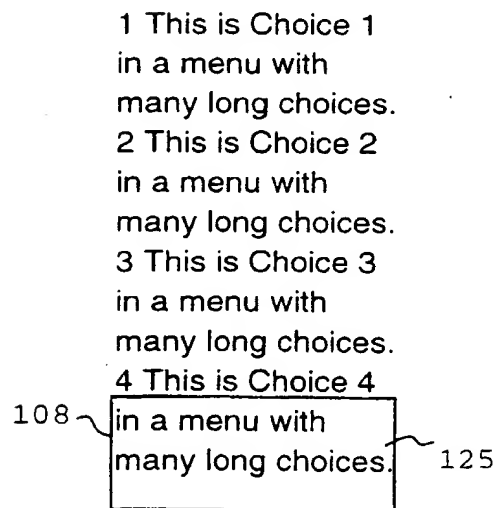 1 This is Choice 1
in a menu with
many long choices.
2 This is Choice 2
in a menu with
many long choices.
3 This is Choice 3
in a menu with
many long choices.
4 This is Choice 4
108 in a menu with
many long choices. 125